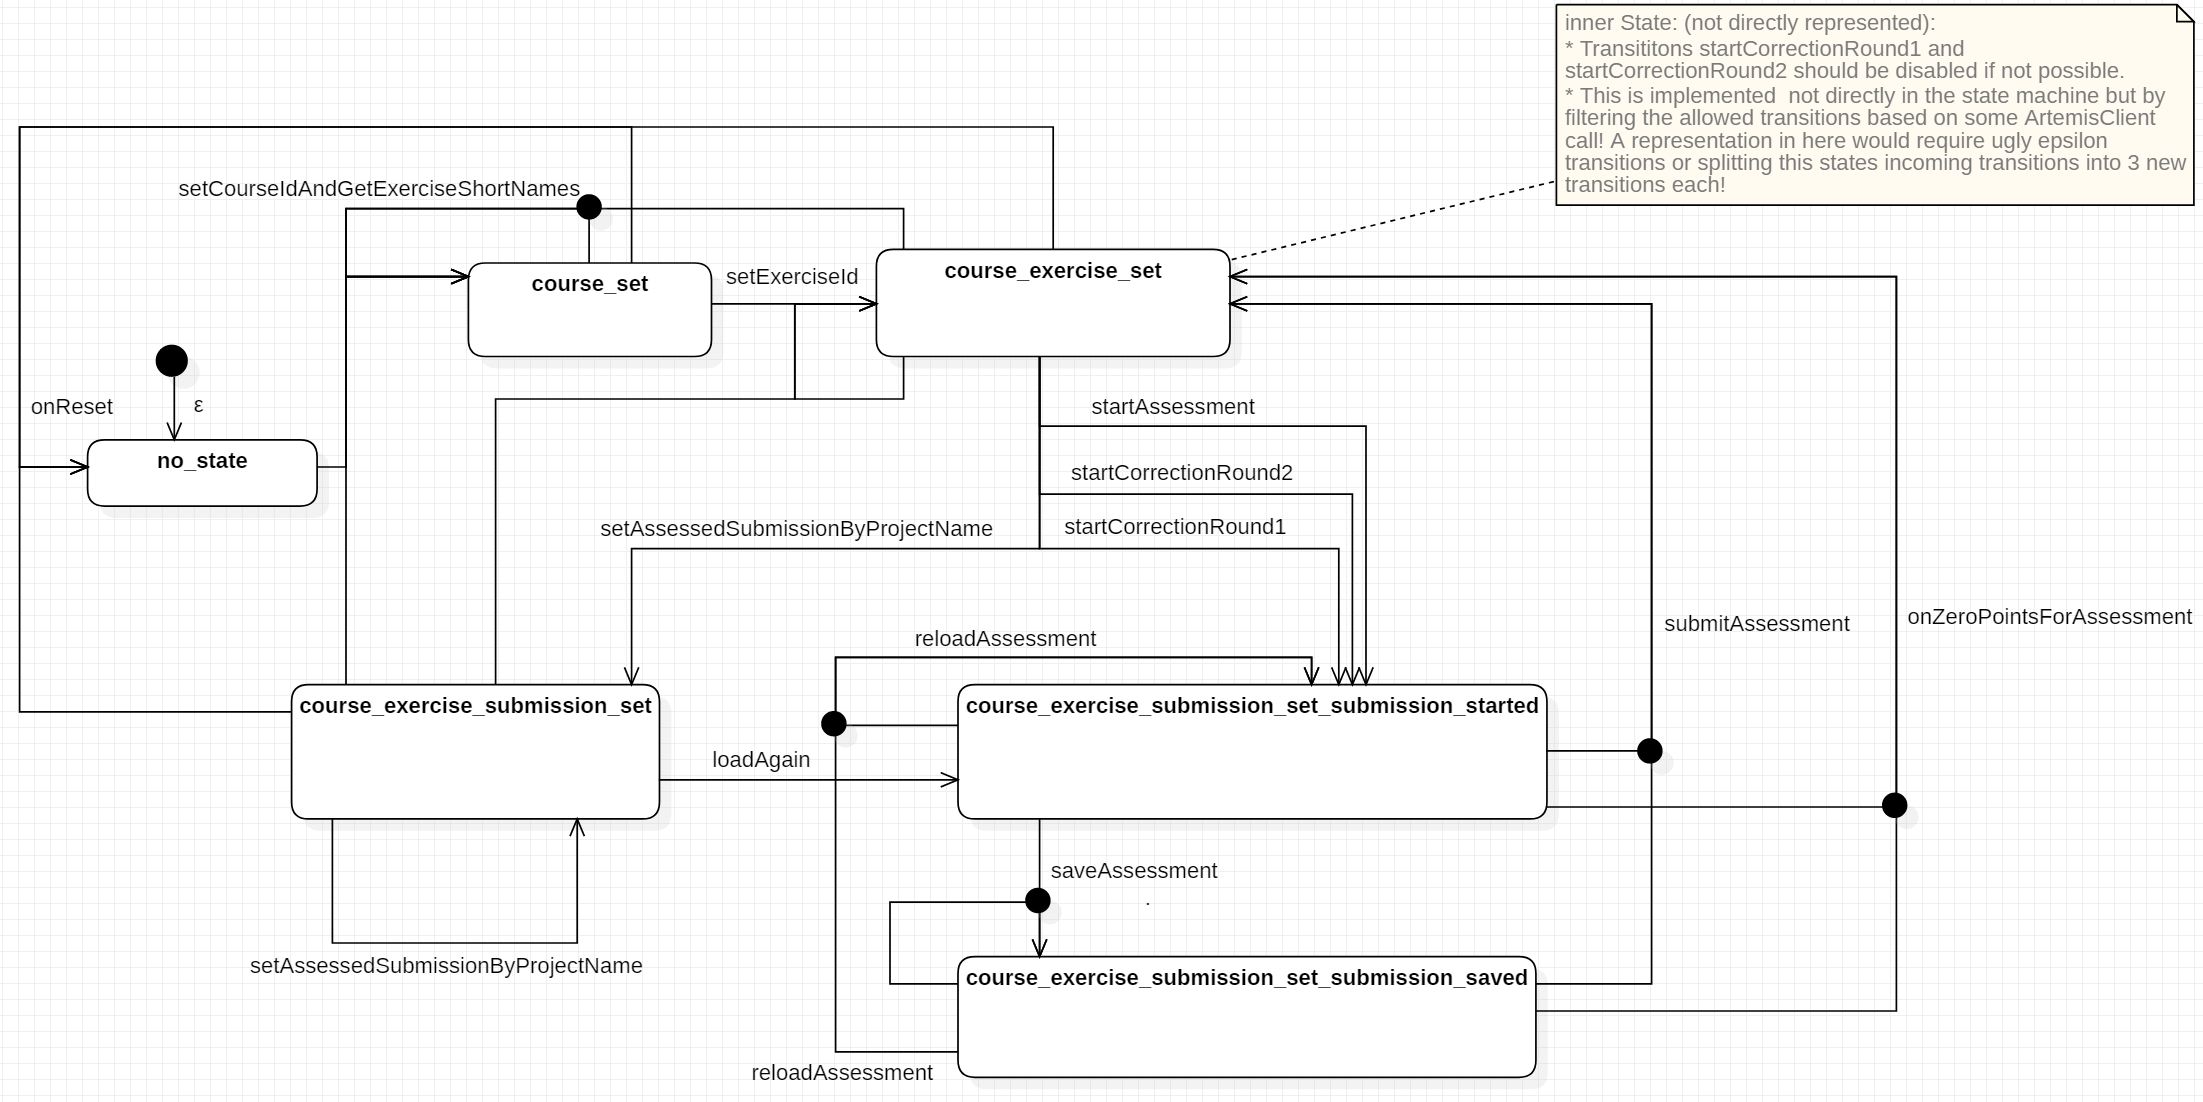 inner State: (not directly represented):
* Transititons startCorrectionRound1 and
startCorrectionRound2 should be disabled if not possible.
* This is implemented  not directly in the state machine but by
filtering the allowed transitions based on some ArtemisClient
call! A representation in here would require ugly epsilon
transitions or splitting this states incoming transitions into 3 new
transitions each!
setCourseIdAndGetExerciseShortNames
course_set
setExerciseId
course_exercise_set
onReset
ε
no_state
startAssessment
startCorrectionRound2
setAssessedSubmissionByProjectName
startCorrectionRound1
reloadAssessment
submitAssessment
onZeroPointsForAssessment
course_exercise_submission_set
course_exercise_submission_set_submission_started
loadAgain
saveAssessment
.
setAssessedSubmissionByProjectName
course_exercise_submission_set_submission_saved
reloadAssessment